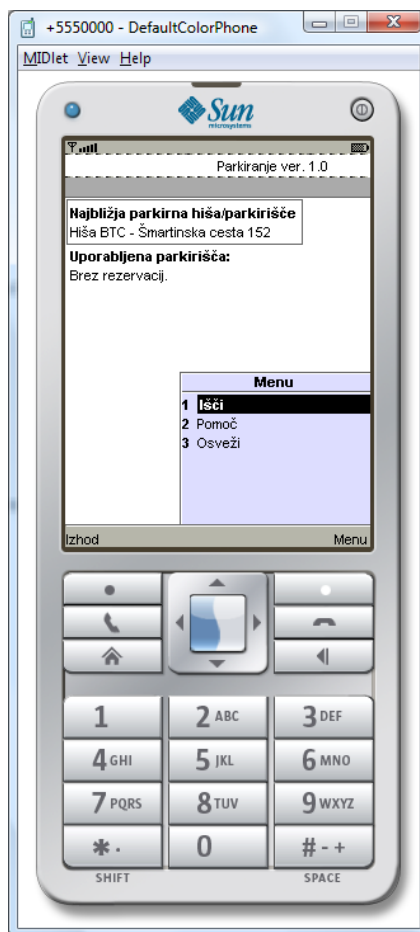 +5550000 - DefaultColorPhone
MIDlet View Help
Sun
microsystems
Parkiranje ver. 1.0
Najbližja parkirna hiša/parkirišče
Hiša BTC - Šmartinska cesta 152
Uporabljena parkirišča:
Brez rezervacij.
Menu
1 Išči
2 Pomoč
3 Osveži
Izhod Menu
1 2 ABC 3 DEF
4 GHI 5 JKL 6 MNO
7 PQRS 8 TUV 9 WXYZ
* . 0 # - +
SHIFT SPACE